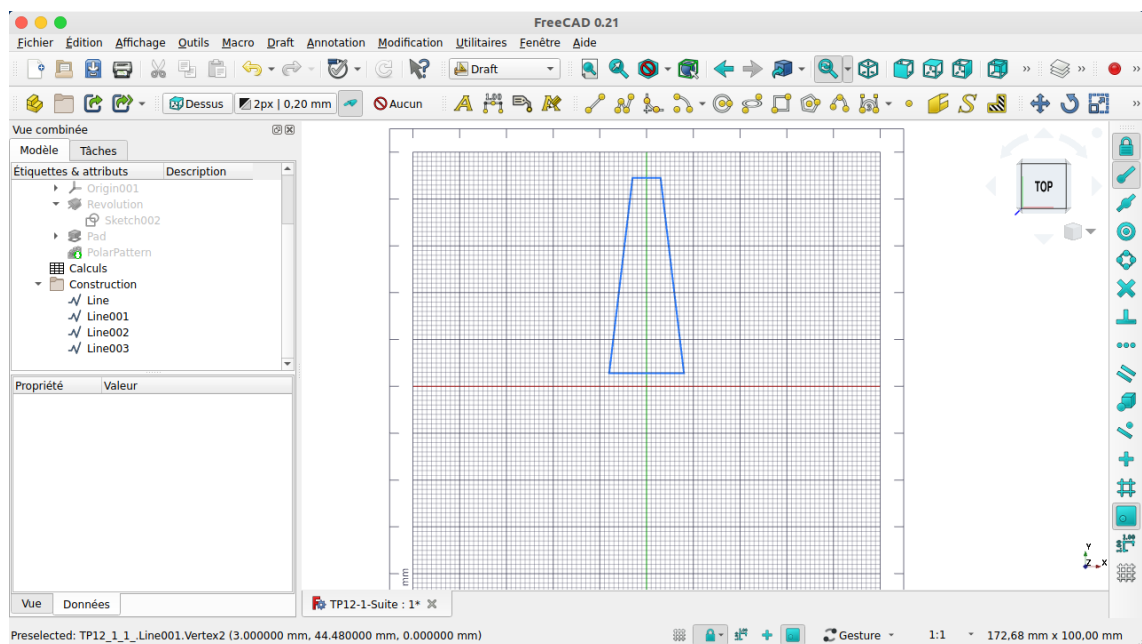 FreeCAD 0.21
Fichier Édition Affichage Outils Macro Draft Annotation Modification Utilitaires Fenêtre Aide
Draft
Dessus 2px | 0,20 mm Aucun
Vue combinée
Modèle Tâches
Étiquettes & attributs Description
Origin001
Revolution
Sketch002
Pad
PolarPattern
Calculs
Construction
Line
Line001
Line002
Line003
Propriété Valeur
TOP
mm
Y
Z X
Vue Données
TP12-1-Suite : 1*
Preselected: TP12_1_1_.Line001.Vertex2 (3.000000 mm, 44.480000 mm, 0.000000 mm)
Gesture 1:1 172,68 mm x 100,00 mm